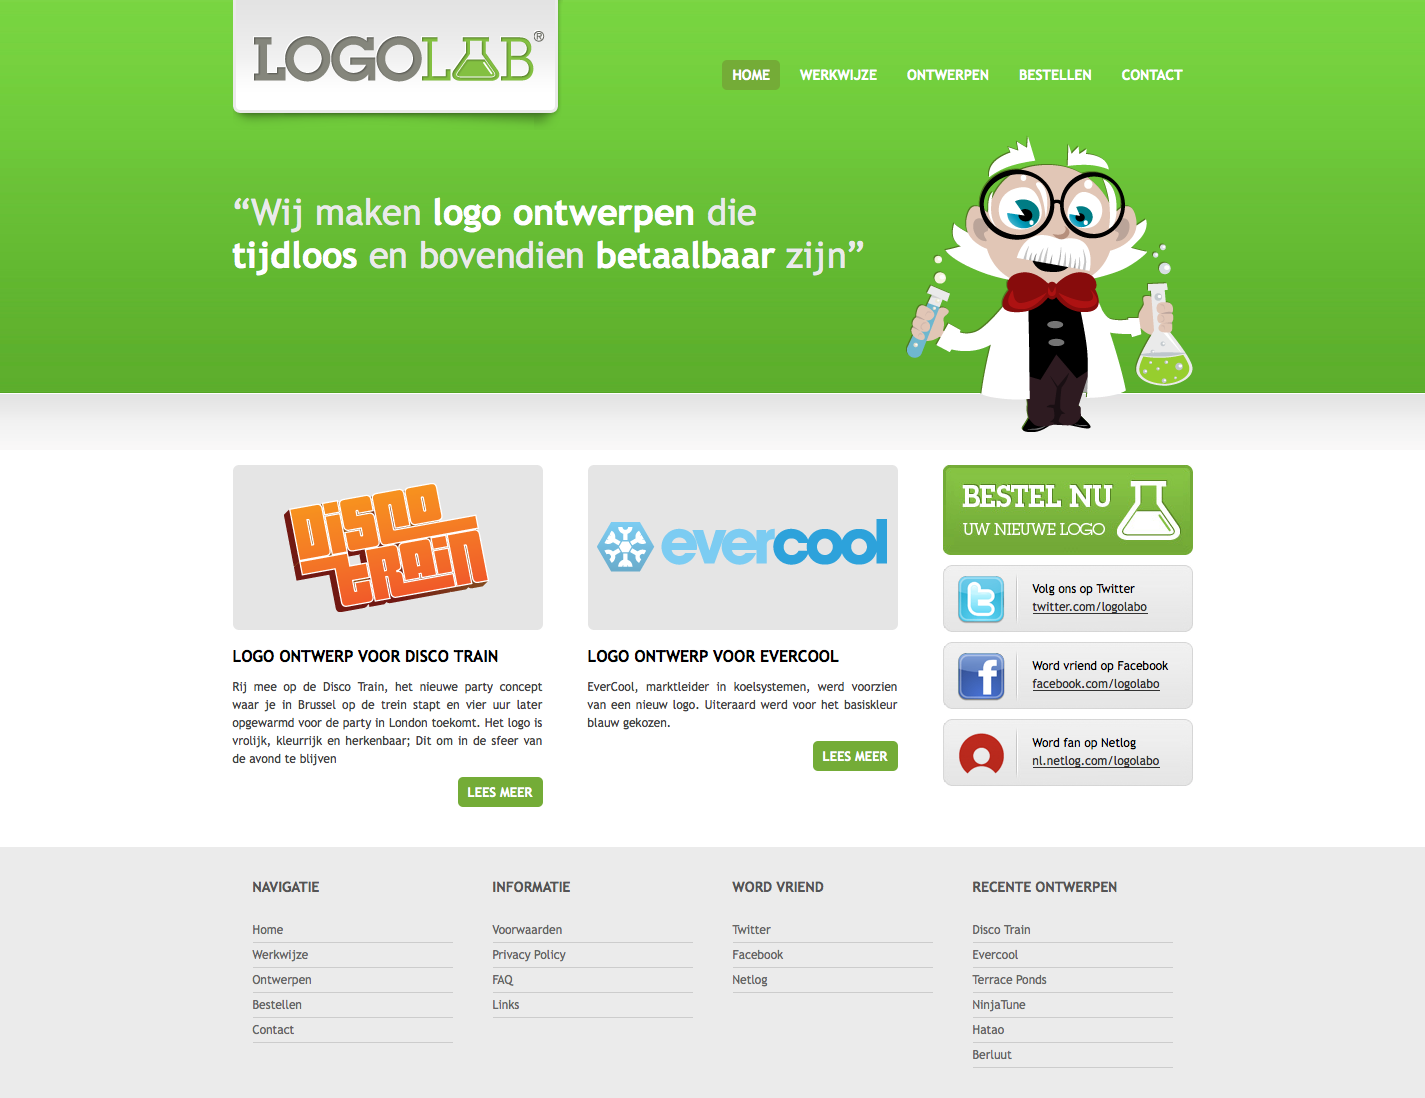 LOGOLAB®
HOME
WERKWIJZE
ONTWERPEN
BESTELLEN
CONTACT
“Wij maken logo ontwerpen die
tijdloos en bovendien betaalbaar zijn”
DISCO
TRAIN
LOGO ONTWERP VOOR DISCO TRAIN
Rij mee op de Disco Train, het nieuwe party concept
waar je in Brussel op de trein stapt en vier uur later
opgewarmd voor de party in London toekomt. Het logo is
vrolijk, kleurrijk en herkenbaar; Dit om in de sfeer van
de avond te blijven
LEES MEER
evercool
LOGO ONTWERP VOOR EVERCOOL
EverCool, marktleider in koelsystemen, werd voorzien
van een nieuw logo. Uiteraard werd voor het basiskleur
blauw gekozen.
LEES MEER
BESTEL NU
UW NIEUWE LOGO
t
Volg ons op Twitter
twitter.com/logolabo
f
Word vriend op Facebook
facebook.com/logolabo
Word fan op Netlog
nl.netlog.com/logolabo
NAVIGATIE
Home
Werkwijze
Ontwerpen
Bestellen
Contact
INFORMATIE
Voorwaarden
Privacy Policy
FAQ
Links
WORD VRIEND
Twitter
Facebook
Netlog
RECENTE ONTWERPEN
Disco Train
Evercool
Terrace Ponds
NinjaTune
Hatao
Berluut